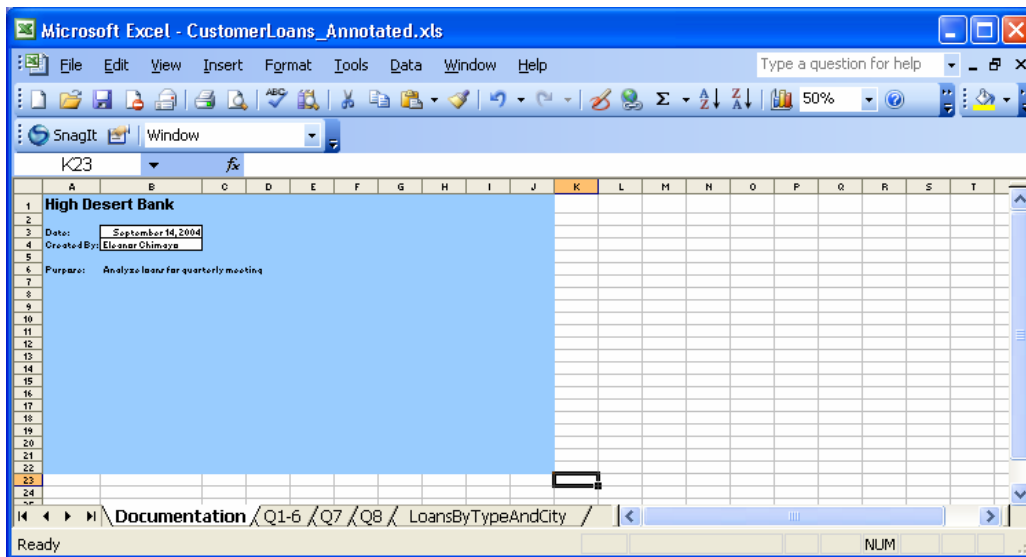 Microsoft Excel - CustomerLoans_Annotated.xls
File Edit View Insert Format Tools Data Window Help Type a question for help
ABC Σ A Z Z A 50%
SnagIt Window
K23 fx
A B C D E F G H I J K L M N O P Q R S T
1 High Desert Bank
2
3 Date: September 14, 2004
4 Created By: Eleanor Chimayo
5
6 Purpose: Analyze loans for quarterly meeting
7
8
9
10
11
12
13
14
15
16
17
18
19
20
21
22
23
24
Documentation Q1-6 Q7 Q8 LoansByTypeAndCity
Ready NUM